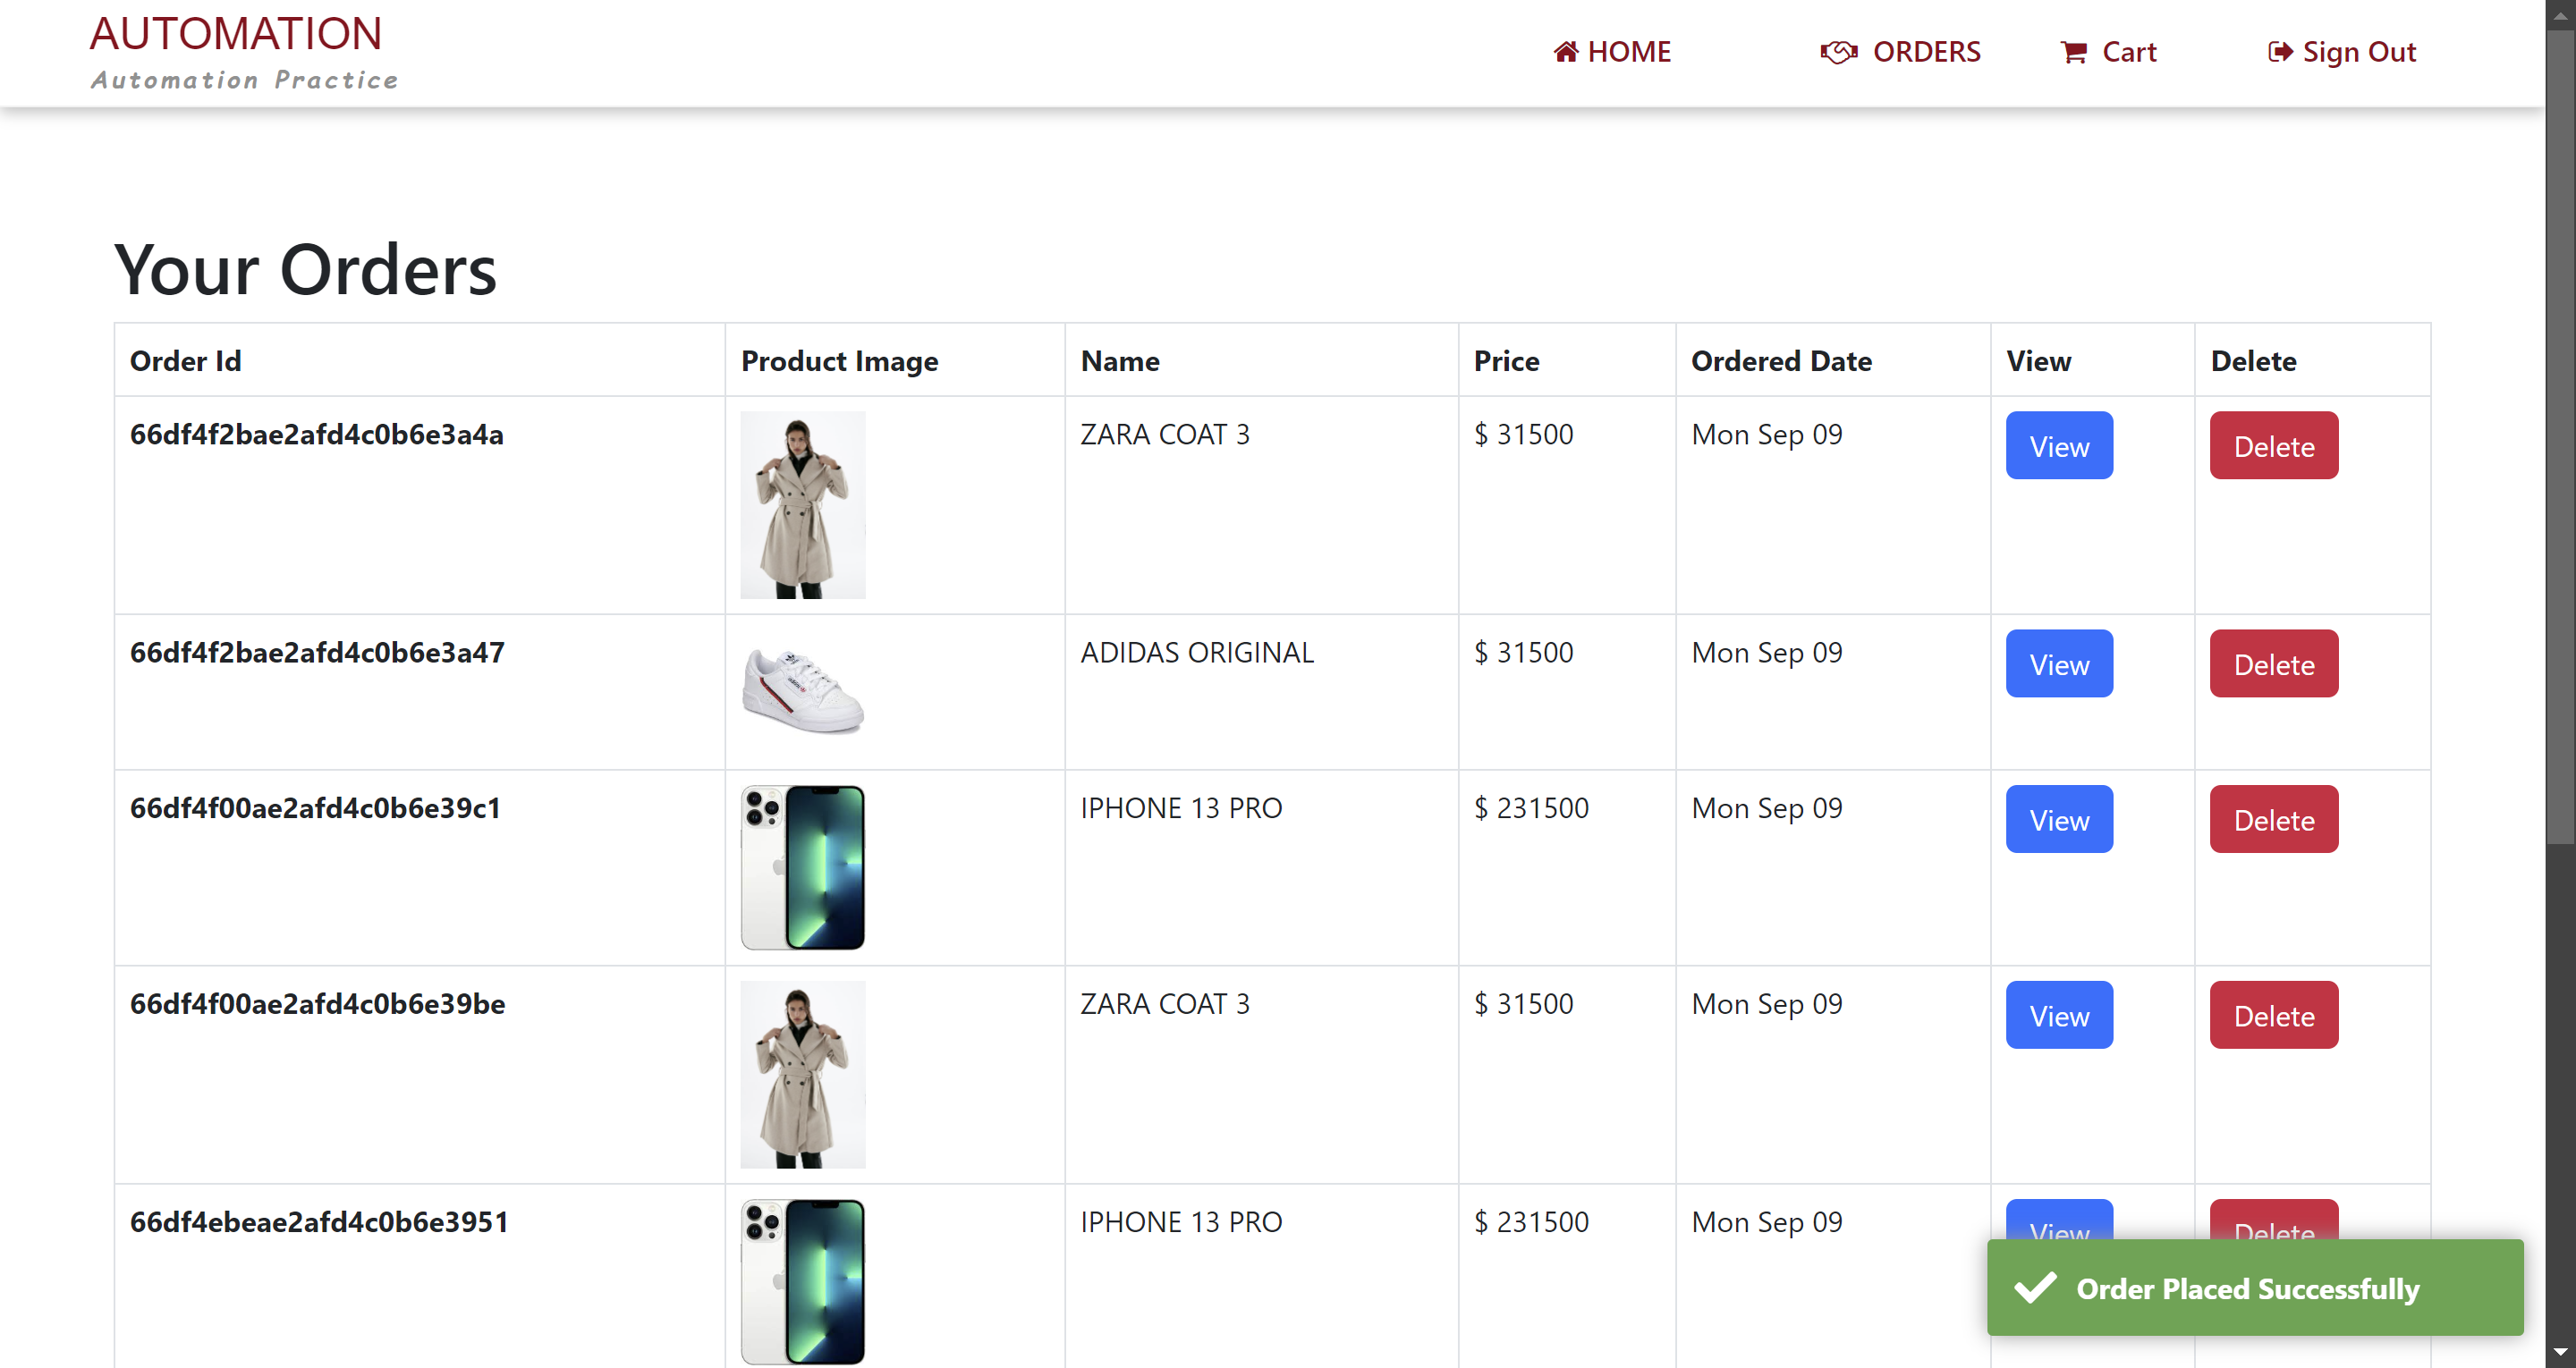 AUTOMATION
Automation Practice
HOME
ORDERS
Cart
Sign Out
Your Orders
Order Id Product Image Name Price Ordered Date View Delete
66df4f2bae2afd4c0b6e3a4a ZARA COAT 3 $ 31500 Mon Sep 09 View Delete
66df4f2bae2afd4c0b6e3a47 ADIDAS ORIGINAL $ 31500 Mon Sep 09 View Delete
66df4f00ae2afd4c0b6e39c1 IPHONE 13 PRO $ 231500 Mon Sep 09 View Delete
66df4f00ae2afd4c0b6e39be ZARA COAT 3 $ 31500 Mon Sep 09 View Delete
66df4ebeae2afd4c0b6e3951 IPHONE 13 PRO $ 231500 Mon Sep 09 View Delete
Order Placed Successfully